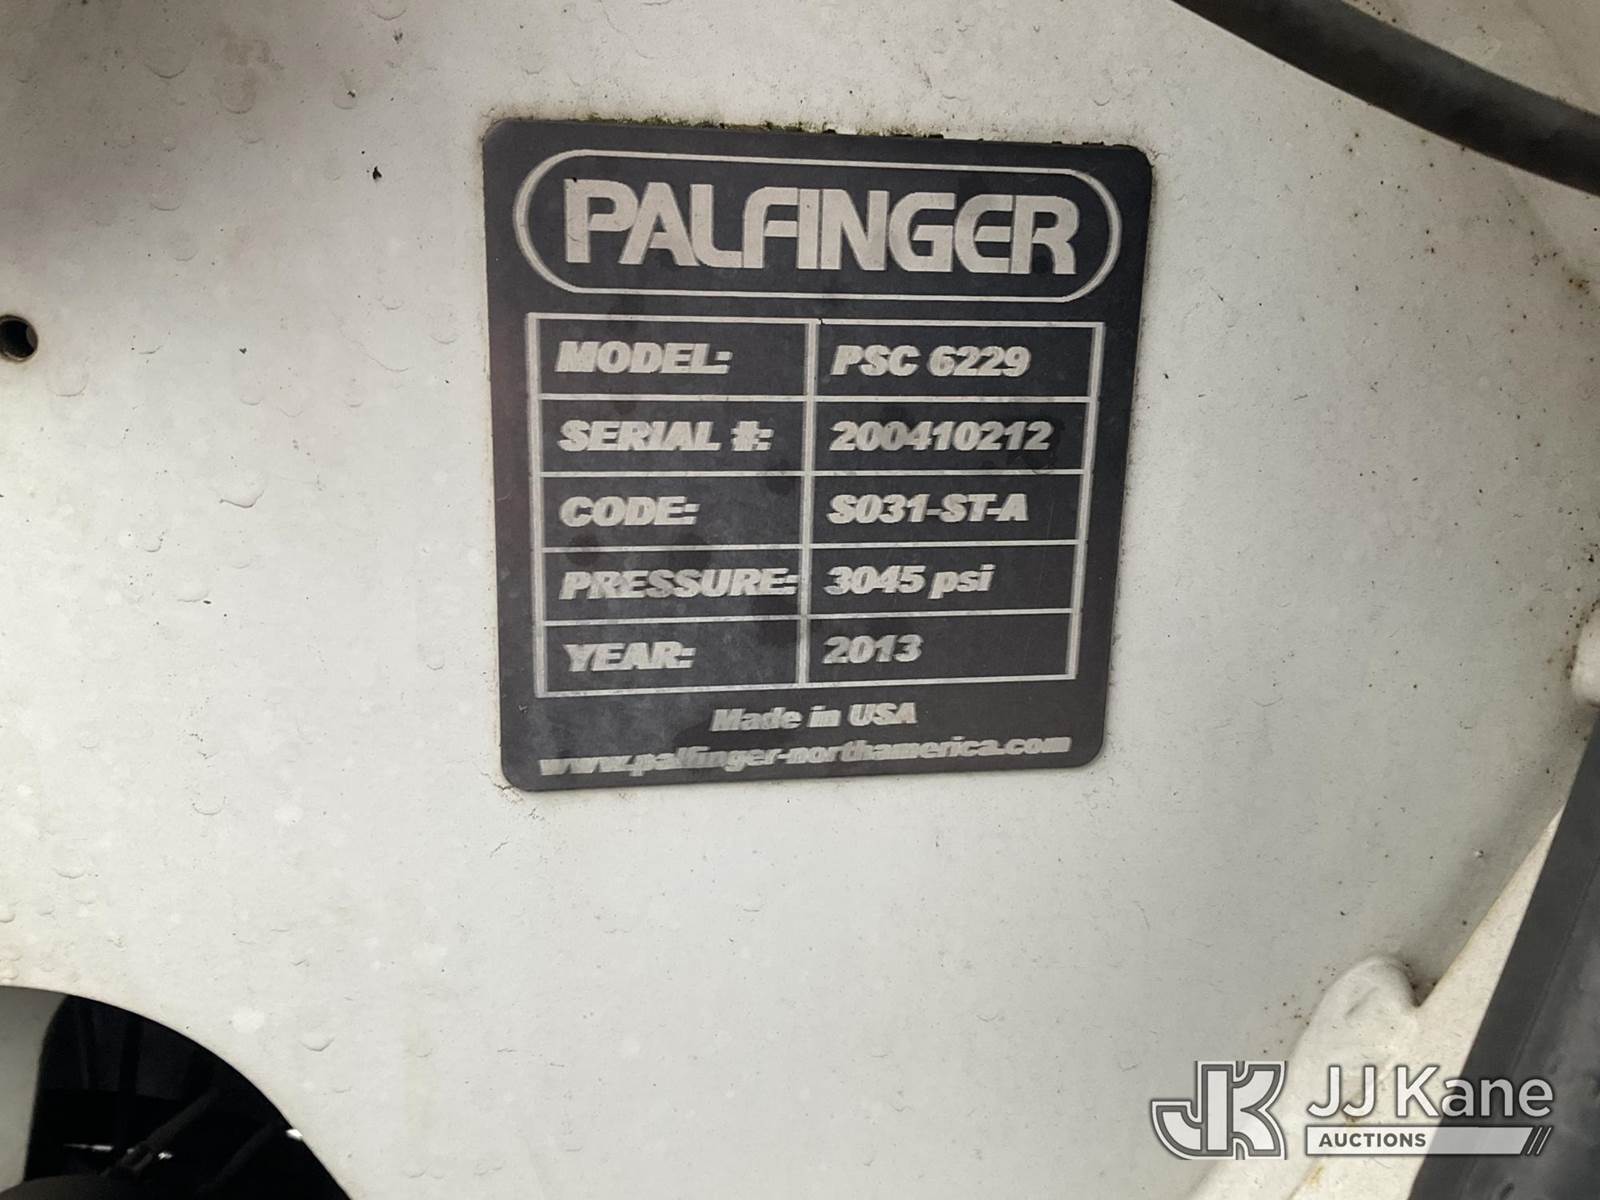 PALFINGER
MODEL: PSC 6229
SERIAL #: 200410212
CODE: S031-ST-A
PRESSURE: 3045 psi
YEAR: 2013
Made in USA
www.palfinger-northamerica.com
JK JJ Kane
AUCTIONS